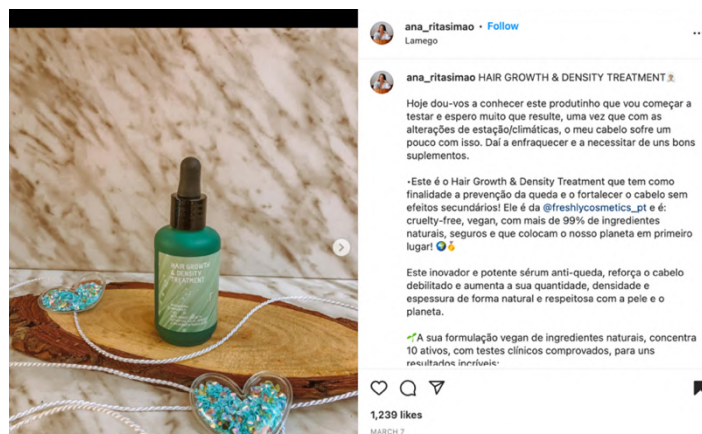 ana_ritasimao • Follow
Lamego
ana_ritasimao HAIR GROWTH & DENSITY TREATMENT
Hoje dou-vos a conhecer este produtinho que vou começar a
testar e espero muito que resulte, uma vez que com as
alterações de estação/climáticas, o meu cabelo sofre um
pouco com isso. Daí a enfraquecer e a necessitar de uns bons
suplementos.
•Este é o Hair Growth & Density Treatment que tem como
finalidade a prevenção da queda e o fortalecer o cabelo sem
efeitos secundários! Ele é da @freshlycosmetics_pt e é:
cruelty-free, vegan, com mais de 99% de ingredientes
naturais, seguros e que colocam o nosso planeta em primeiro
lugar! 🌍🥇
Este inovador e potente sérum anti-queda, reforça o cabelo
debilitado e aumenta a sua quantidade, densidade e
espessura de forma natural e respeitosa com a pele e o
planeta.
🌱A sua formulação vegan de ingredientes naturais, concentra
10 ativos, com testes clínicos comprovados, para uns
resultados incríveis:
1,239 likes
MARCH 7
HAIR GROWTH
& DENSITY
TREATMENT